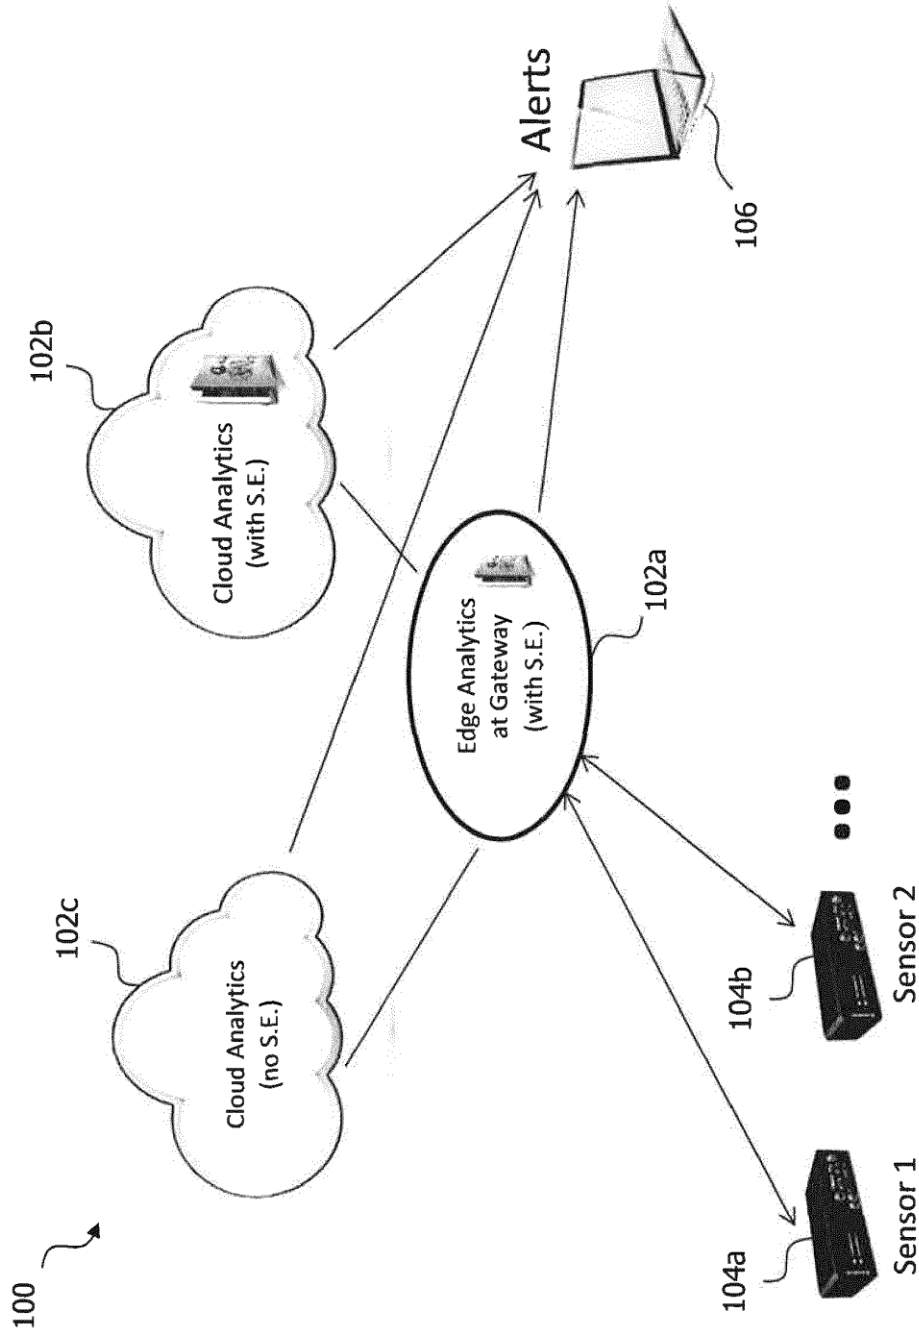 100
102c
Cloud Analytics
(no S.E.)
102b
Cloud Analytics
(with S.E.)
Edge Analytics
at Gateway
(with S.E.)
102a
Alerts
106
104a
Sensor 1
104b
Sensor 2